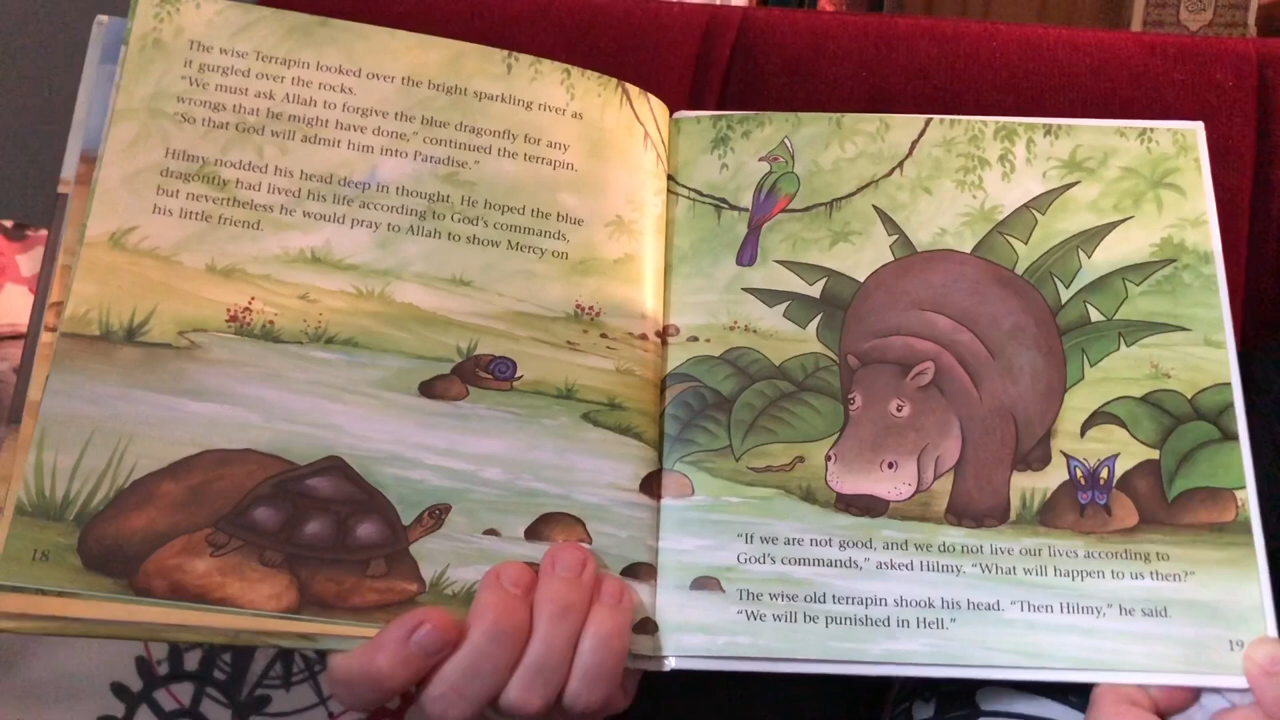 The wise Terrapin looked over the bright sparkling river as
it gurgled over the rocks.
"We must ask Allah to forgive the blue dragonfly for any
wrongs that he might have done," continued the terrapin.
"So that God will admit him into Paradise."
Hilmy nodded his head deep in thought. He hoped the blue
dragonfly had lived his life according to God's commands,
but nevertheless he would pray to Allah to show Mercy on
his little friend.
18
"If we are not good, and we do not live our lives according to
God's commands," asked Hilmy. "What will happen to us then?"
The wise old terrapin shook his head. "Then Hilmy," he said.
"We will be punished in Hell."
19